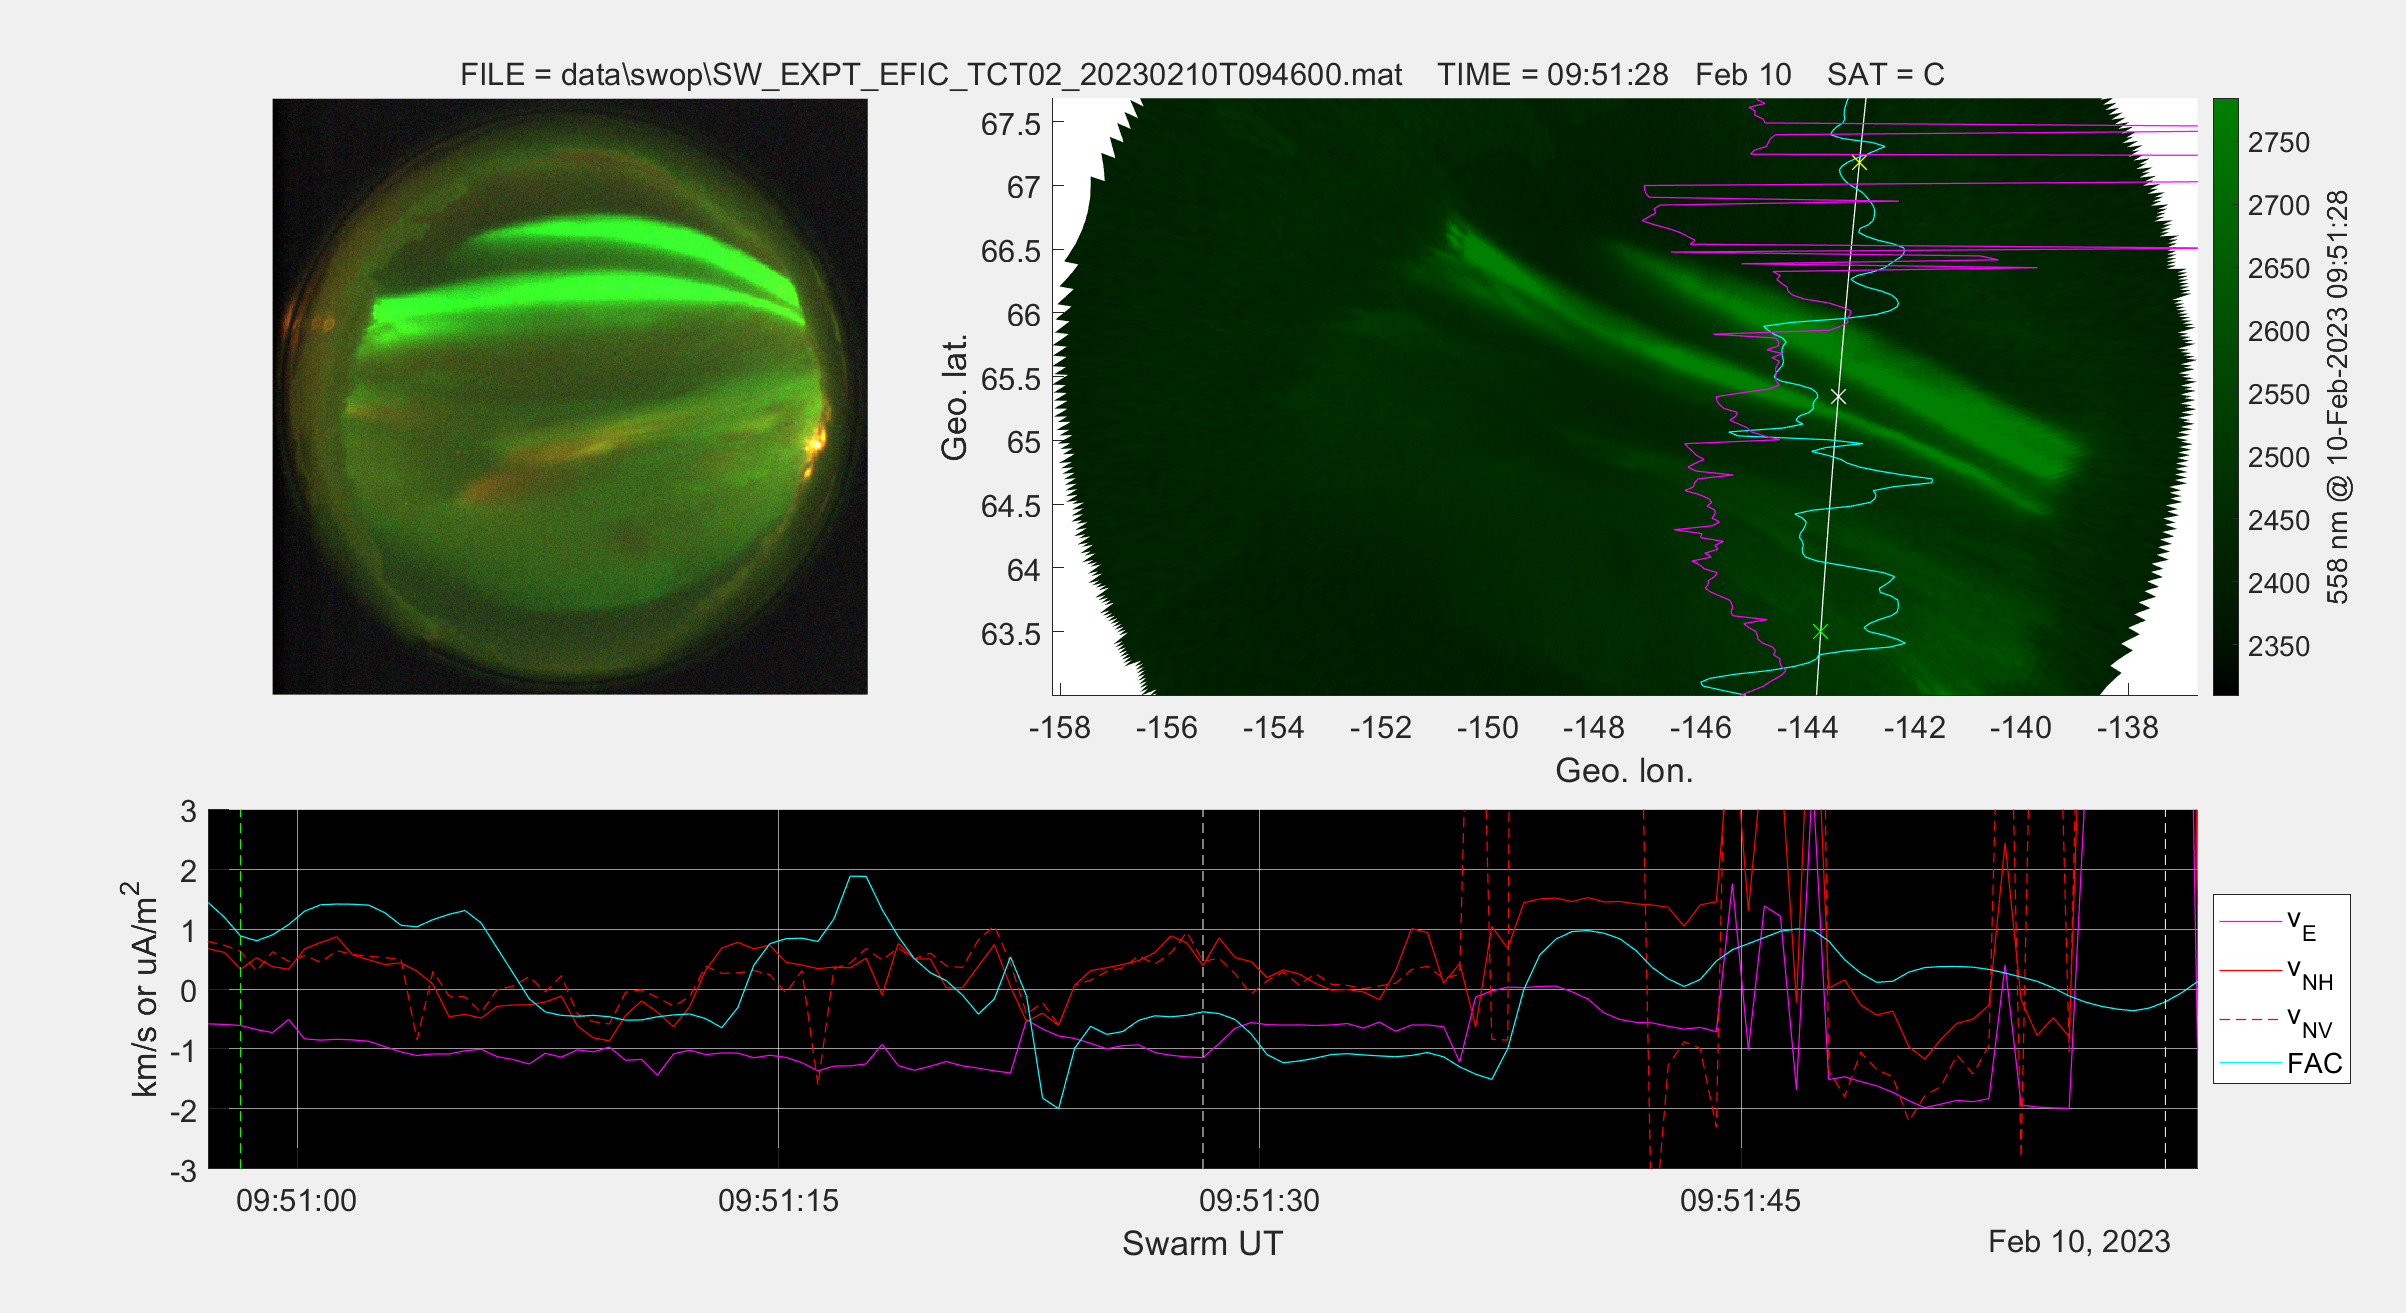 FILE = data\swop\SW_EXPT_EFIC_TCT02_20230210T094600.mat    TIME = 09:51:28   Feb 10    SAT = C
67.5
67
66.5
66
65.5
65
64.5
64
63.5
Geo. lat.
-158 -156 -154 -152 -150 -148 -146 -144 -142 -140 -138
Geo. lon.
2750
2700
2650
2600
2550
2500
2450
2400
2350
558 nm @ 10-Feb-2023 09:51:28
3
2
1
0
-1
-2
-3
km/s or uA/m2
09:51:00 09:51:15 09:51:30 09:51:45
Swarm UT
Feb 10, 2023
vE
vNH
vNV
FAC